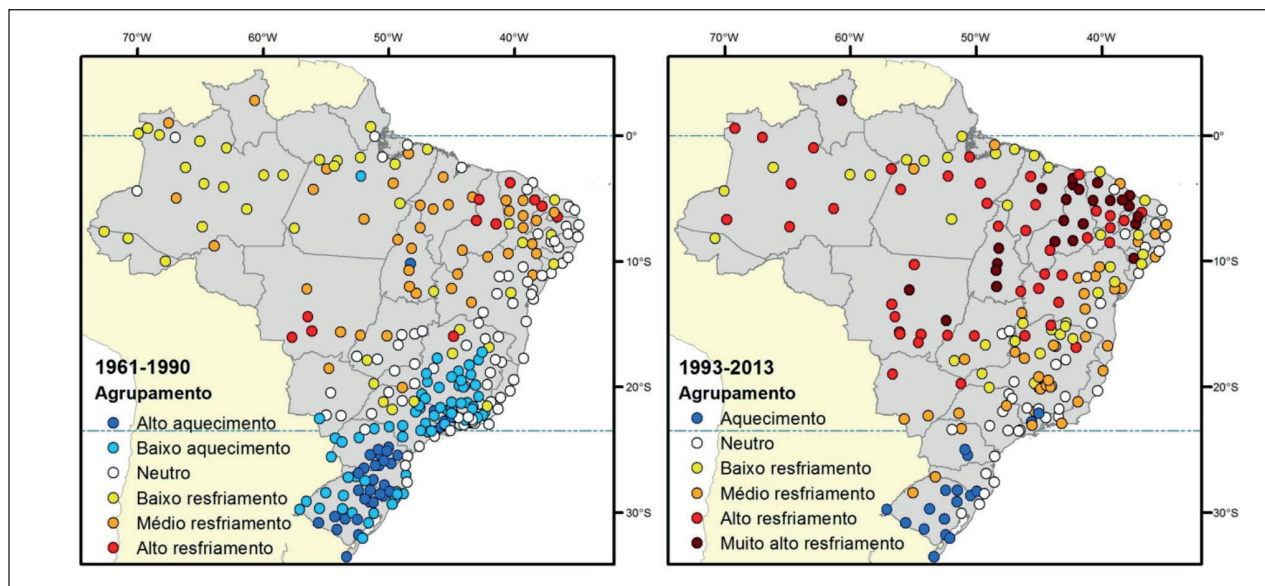 70°W 60°W 50°W 40°W
0°
10°S
20°S
30°S
1961-1990
Agrupamento
Alto aquecimento
Baixo aquecimento
Neutro
Baixo resfriamento
Médio resfriamento
Alto resfriamento
70°W 60°W 50°W 40°W
0°
10°S
20°S
30°S
1993-2013
Agrupamento
Aquecimento
Neutro
Baixo resfriamento
Médio resfriamento
Alto resfriamento
Muito alto resfriamento